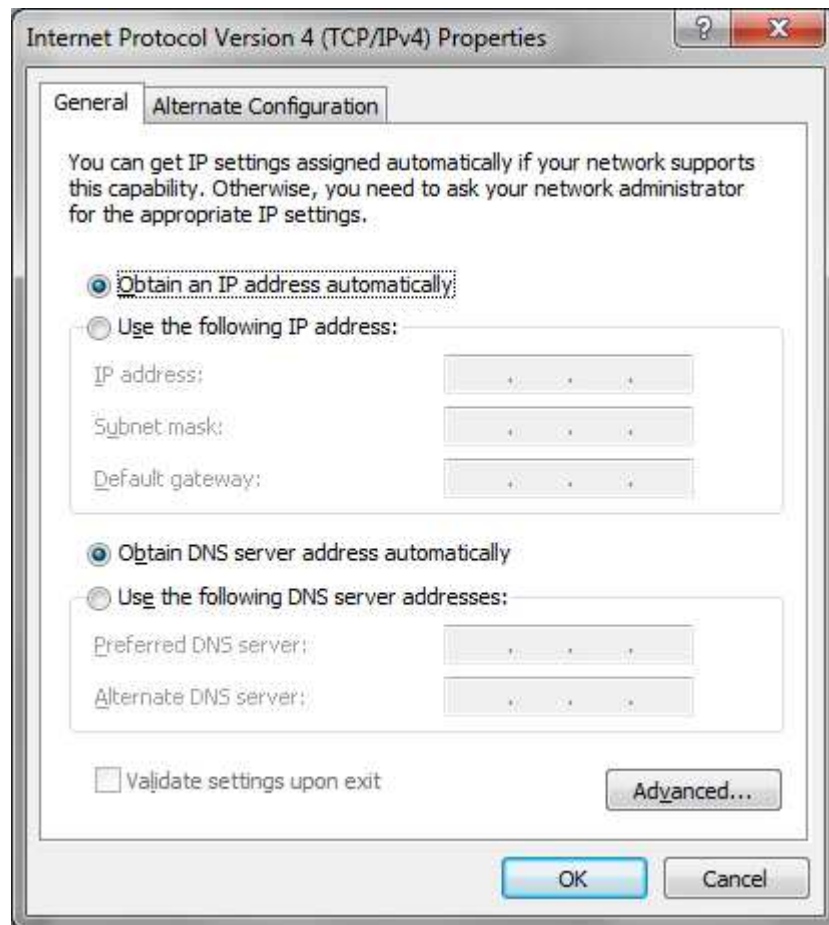 Internet Protocol Version 4 (TCP/IPv4) Properties
General
Alternate Configuration
You can get IP settings assigned automatically if your network supports
this capability. Otherwise, you need to ask your network administrator
for the appropriate IP settings.
Obtain an IP address automatically
Use the following IP address:
IP address:
Subnet mask:
Default gateway:
Obtain DNS server address automatically
Use the following DNS server addresses:
Preferred DNS server:
Alternate DNS server:
Validate settings upon exit
Advanced...
OK
Cancel